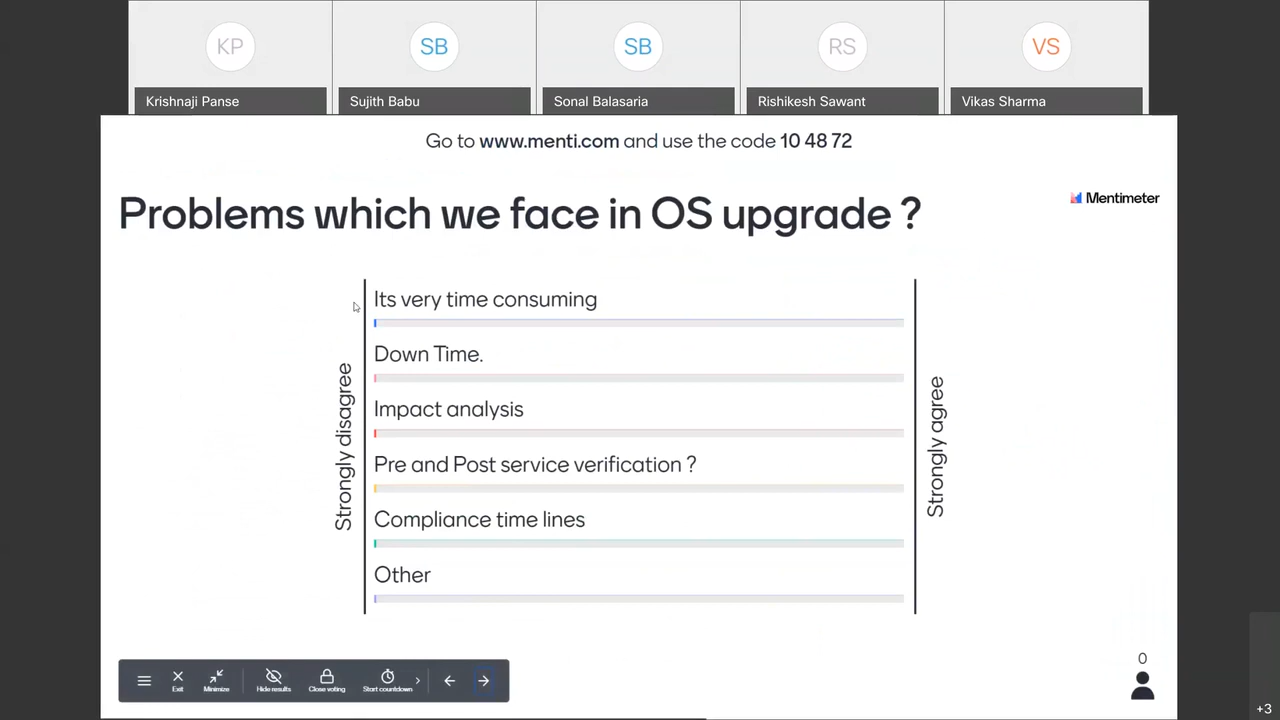 KP
SB
SB
RS
VS
Krishnaji Panse
Sujith Babu
Sonal Balasaria
Rishikesh Sawant
Vikas Sharma
Go to www.menti.com and use the code 10 48 72
Problems which we face in OS upgrade ?
Mentimeter
Its very time consuming
Down Time.
Impact analysis
Pre and Post service verification ?
Compliance time lines
Other
Strongly disagree
Strongly agree
Exit
Minimize
Hide results
Close voting
Start countdown
0
+3